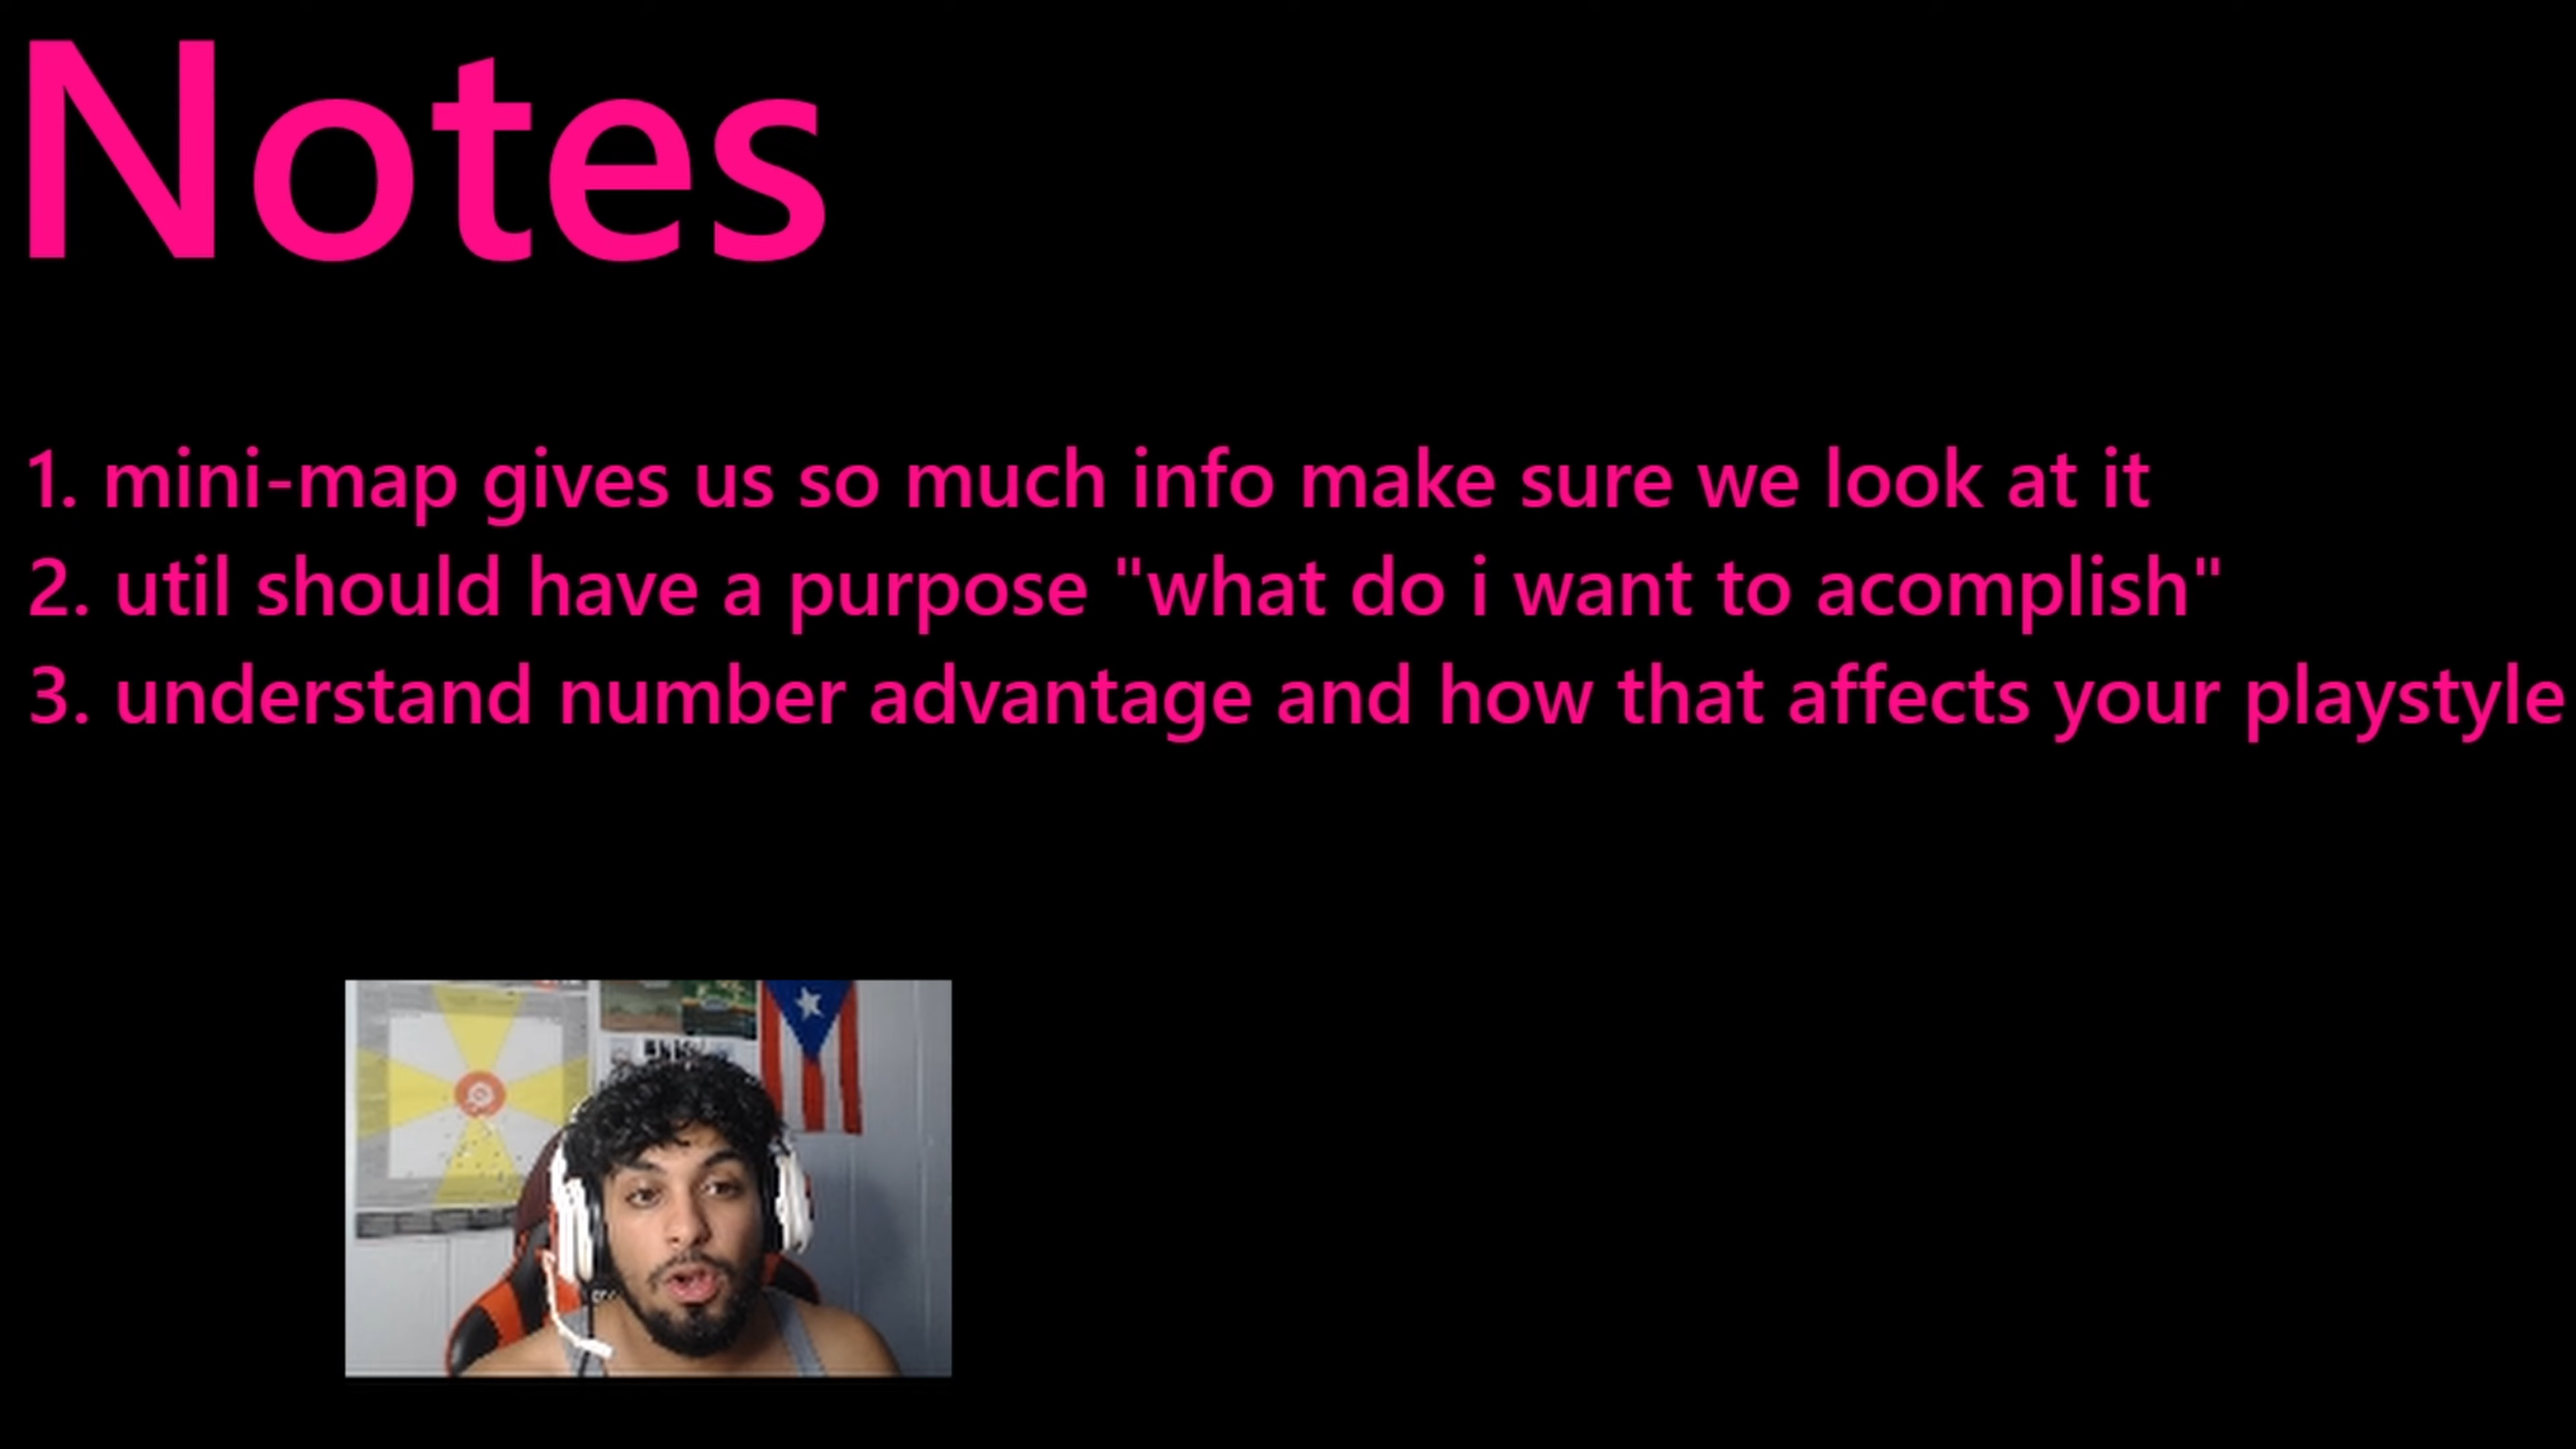 Notes
1. mini-map gives us so much info make sure we look at it
2. util should have a purpose "what do i want to acomplish"
3. understand number advantage and how that affects your playstyle